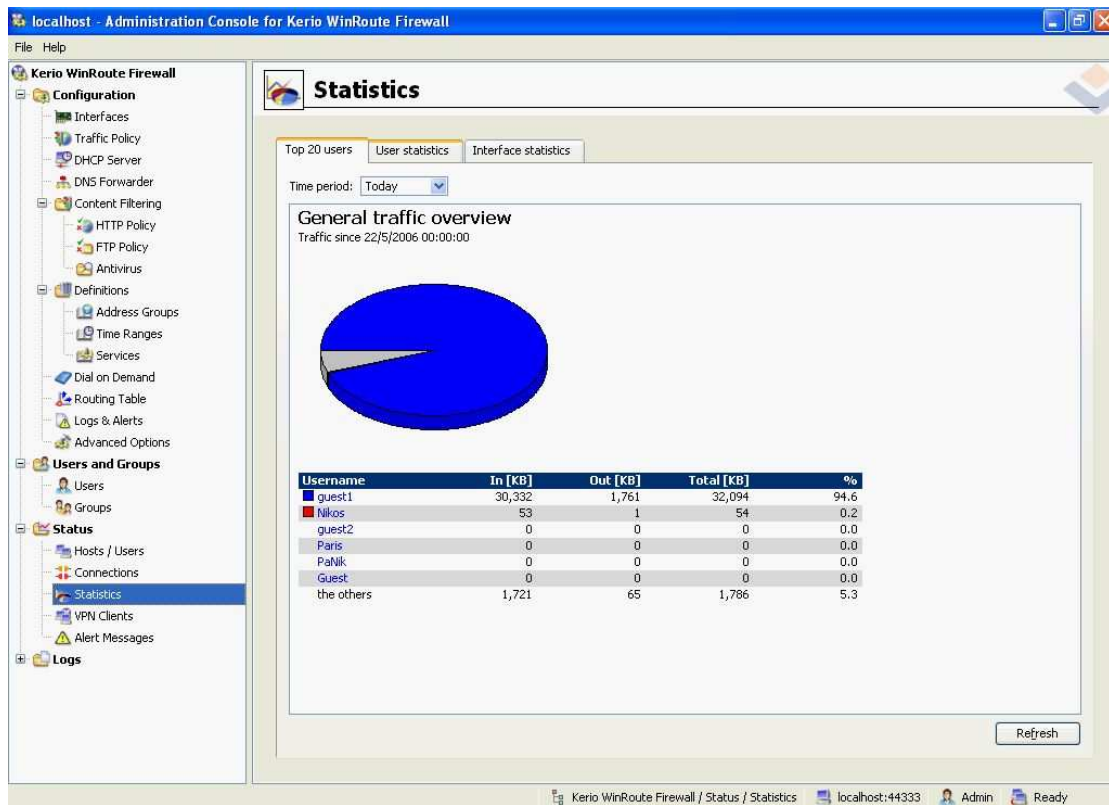 localhost - Administration Console for Kerio WinRoute Firewall
File Help
Kerio WinRoute Firewall
Configuration
Interfaces
Traffic Policy
DHCP Server
DNS Forwarder
Content Filtering
HTTP Policy
FTP Policy
Antivirus
Definitions
Address Groups
Time Ranges
Services
Dial on Demand
Routing Table
Logs & Alerts
Advanced Options
Users and Groups
Users
Groups
Status
Hosts / Users
Connections
Statistics
VPN Clients
Alert Messages
Logs
Statistics
Top 20 users User statistics Interface statistics
Time period: Today
General traffic overview
Traffic since 22/5/2006 00:00:00
Username In [KB] Out [KB] Total [KB] %
guest1 30,332 1,761 32,094 94.6
Nikos 53 1 54 0.2
guest2 0 0 0 0.0
Paris 0 0 0 0.0
PaNik 0 0 0 0.0
Guest 0 0 0 0.0
the others 1,721 65 1,786 5.3
Refresh
Kerio WinRoute Firewall / Status / Statistics localhost:44333 Admin Ready